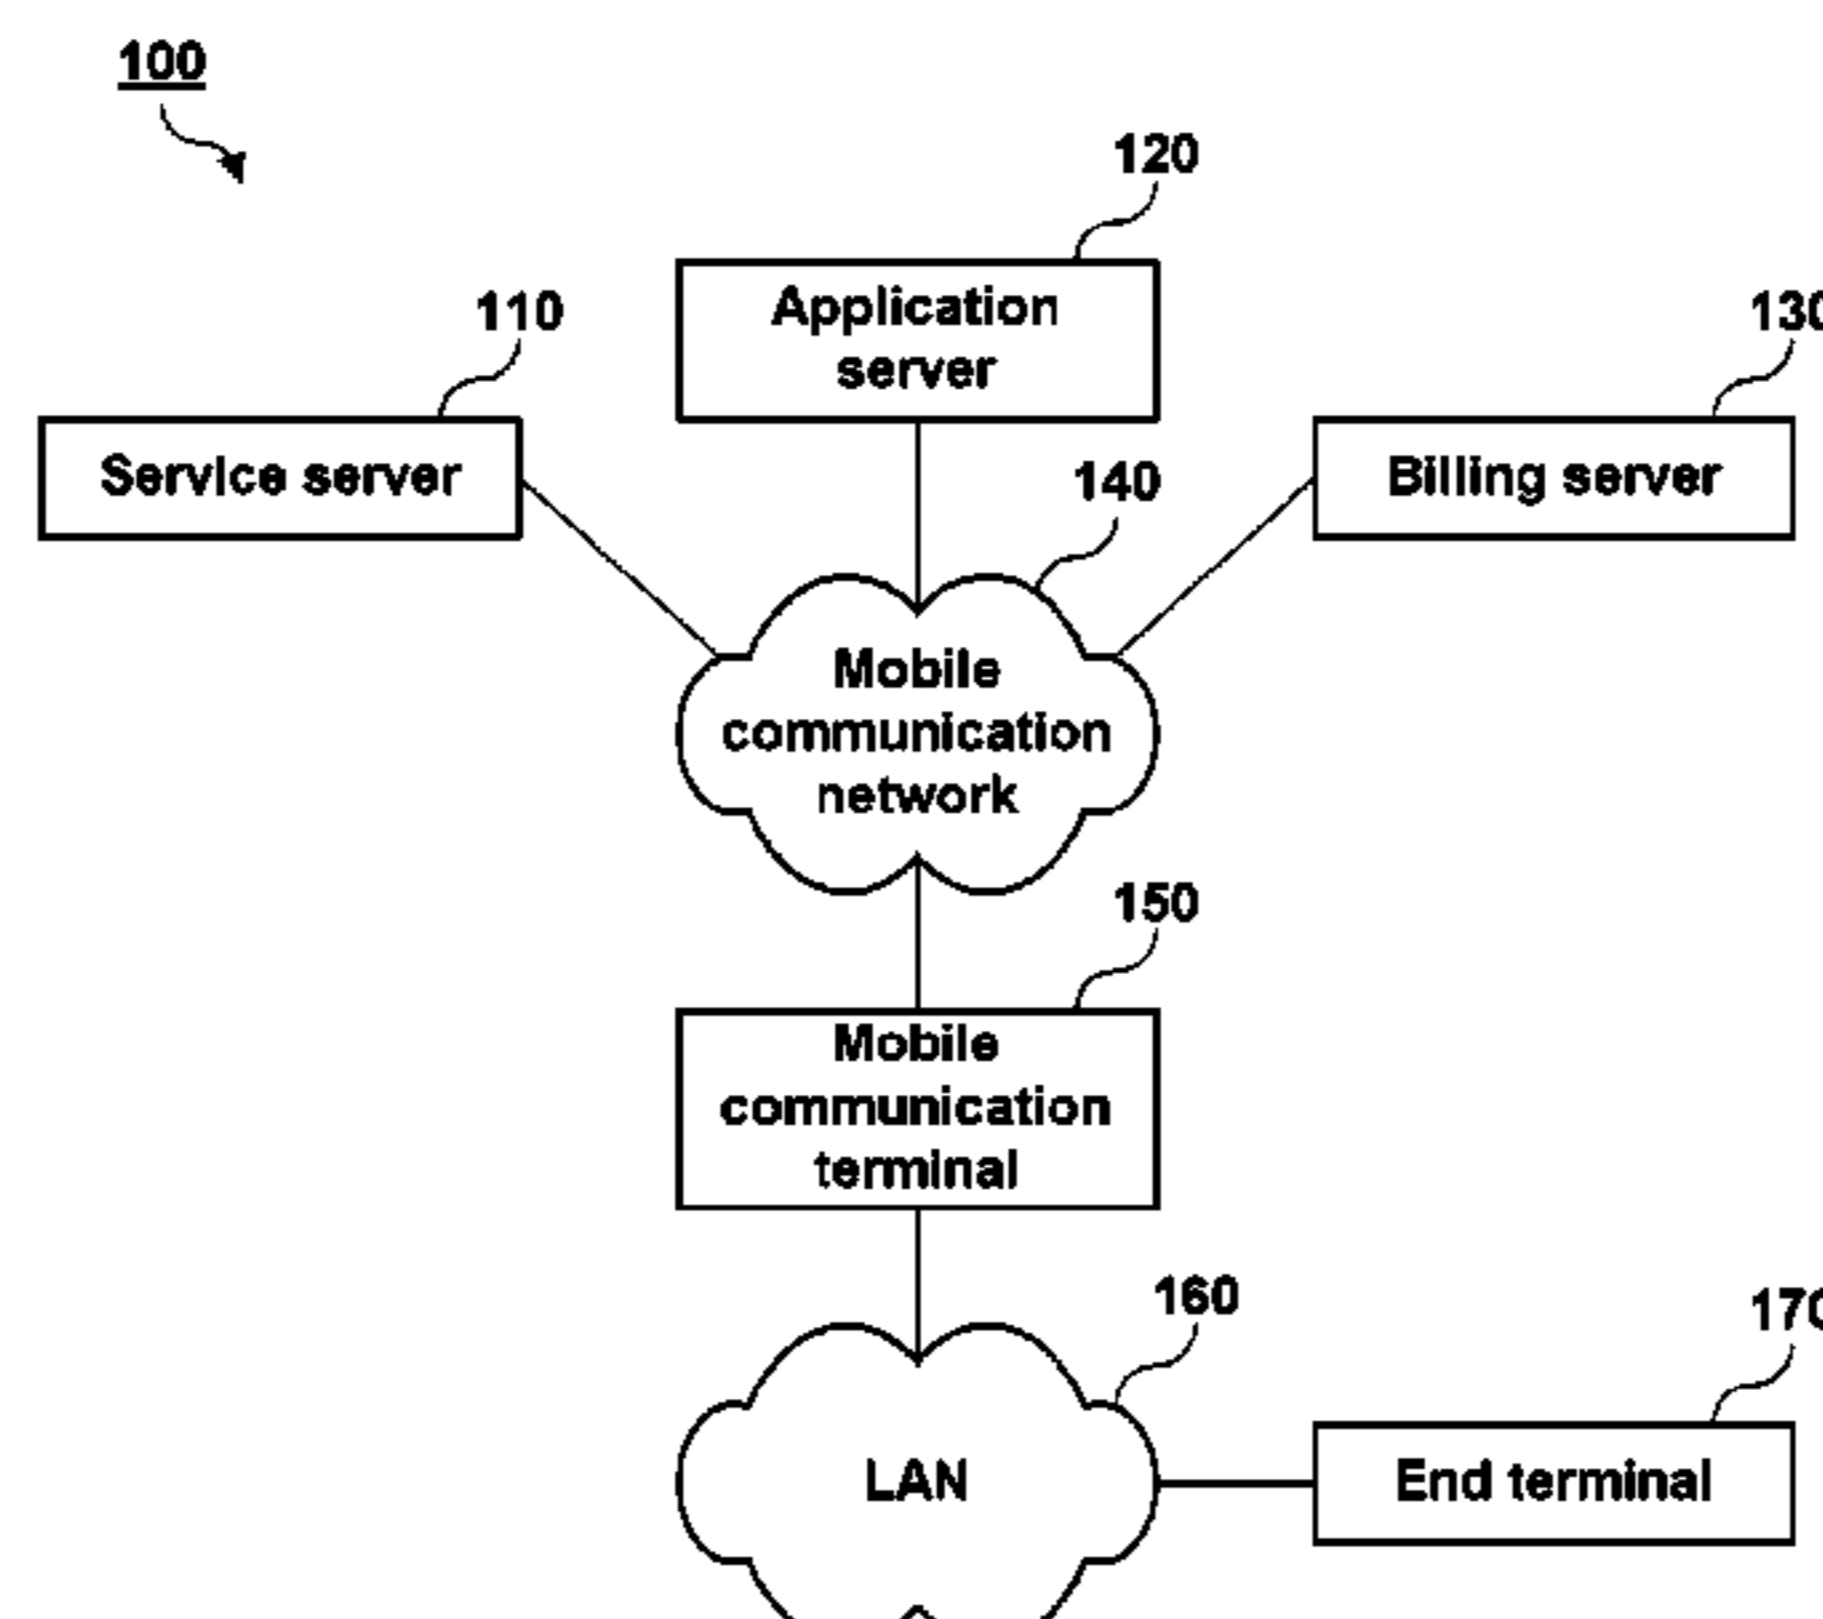 100
120
Application
server
110
Service server
130
Billing server
140
Mobile
communication
network
150
Mobile
communication
terminal
160
LAN
170
End terminal